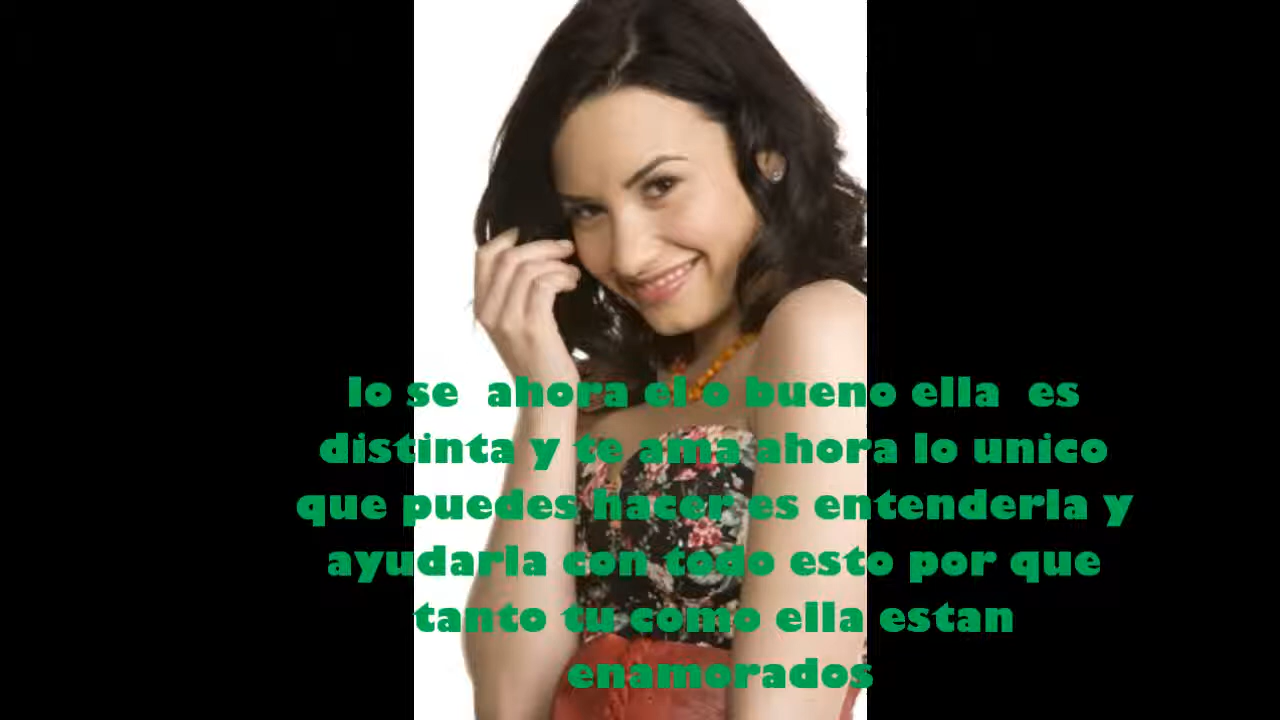 lo se ahora el o bueno ella es
distinta y te ama ahora lo unico
que puedes hacer es entenderla y
ayudarla con todo esto por que
tanto tu como ella estan
enamorados